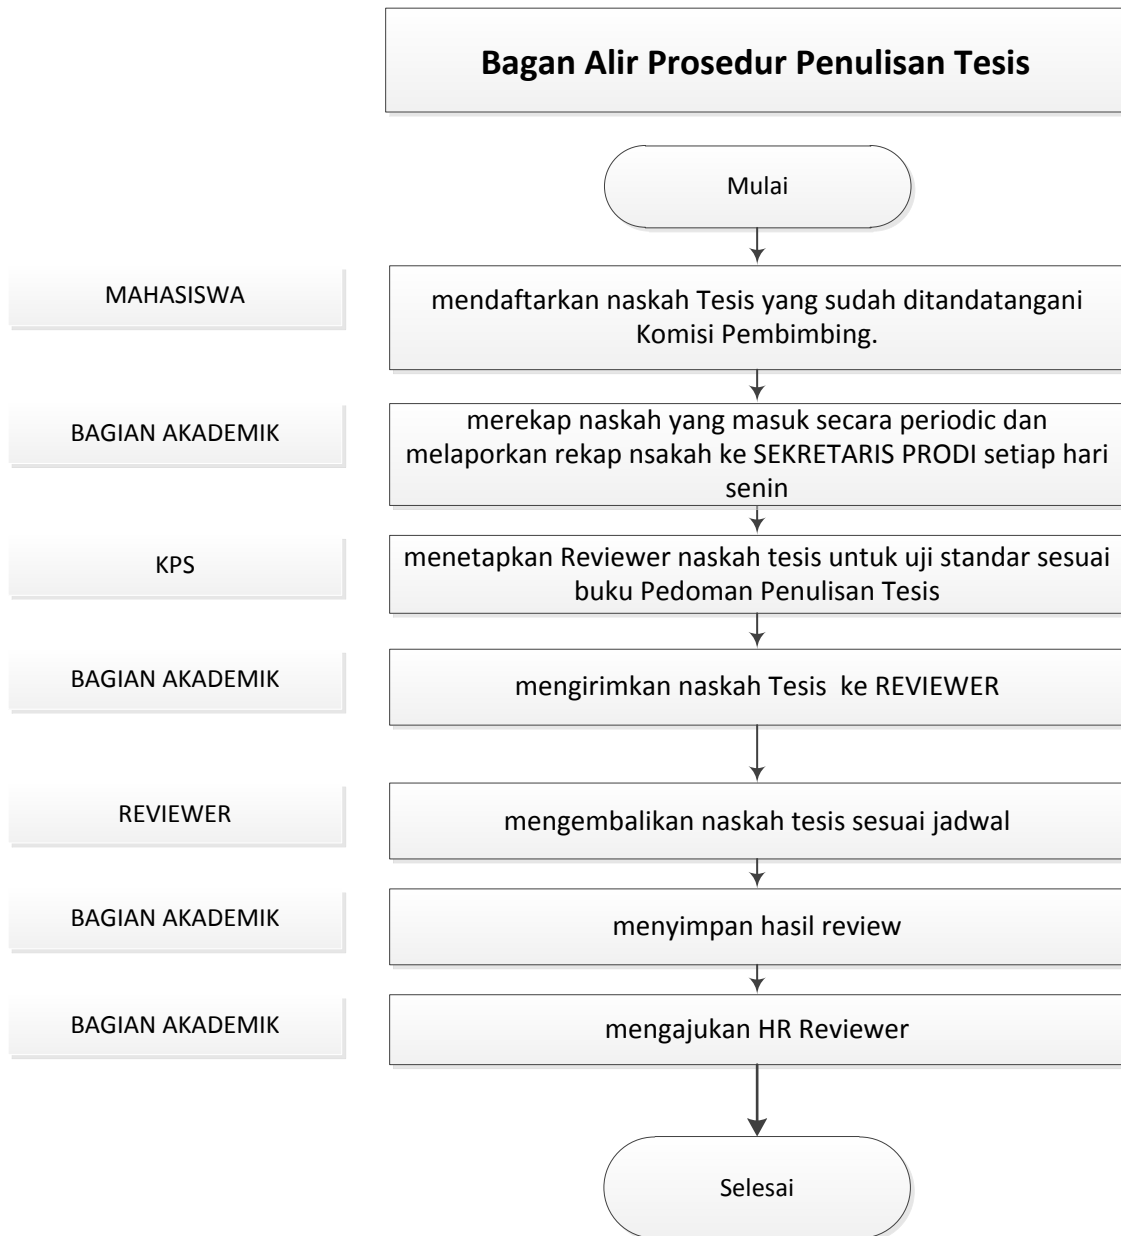 Bagan Alir Prosedur Penulisan Tesis
Mulai
MAHASISWA
mendaftarkan naskah Tesis yang sudah ditandatangani
Komisi Pembimbing.
BAGIAN AKADEMIK
merekap naskah yang masuk secara periodic dan
melaporkan rekap nsakah ke SEKRETARIS PRODI setiap hari
senin
KPS
menetapkan Reviewer naskah tesis untuk uji standar sesuai
buku Pedoman Penulisan Tesis
BAGIAN AKADEMIK
mengirimkan naskah Tesis  ke REVIEWER
REVIEWER
mengembalikan naskah tesis sesuai jadwal
BAGIAN AKADEMIK
menyimpan hasil review
BAGIAN AKADEMIK
mengajukan HR Reviewer
Selesai